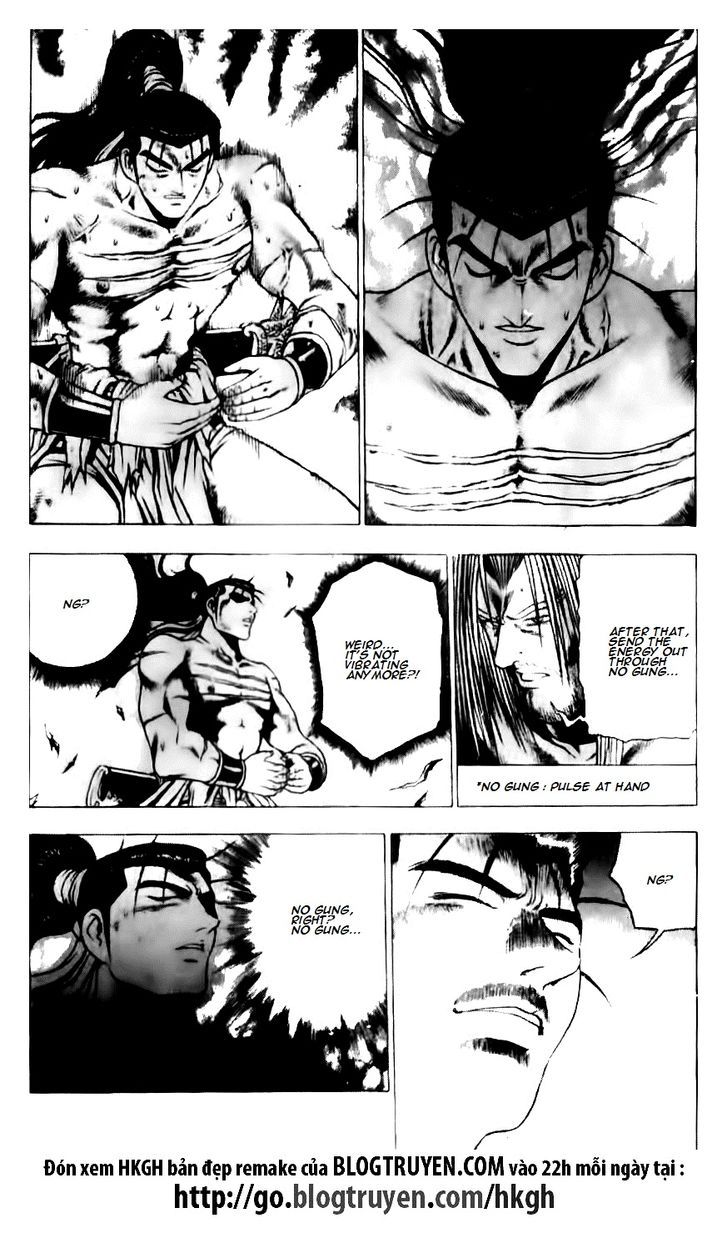 NG?
WEIRD...
IT'S NOT
VIBRATING
ANYMORE?!
AFTER THAT,
SEND THE
ENERGY OUT
THROUGH
NO GUNG...
*NO GUNG : PULSE AT HAND
NO GUNG,
RIGHT?
NO GUNG...
NG?
Đón xem HKGH bản đẹp remake của BLOGTRUYEN.COM vào 22h mỗi ngày tại :
http://go.blogtruyen.com/hkgh